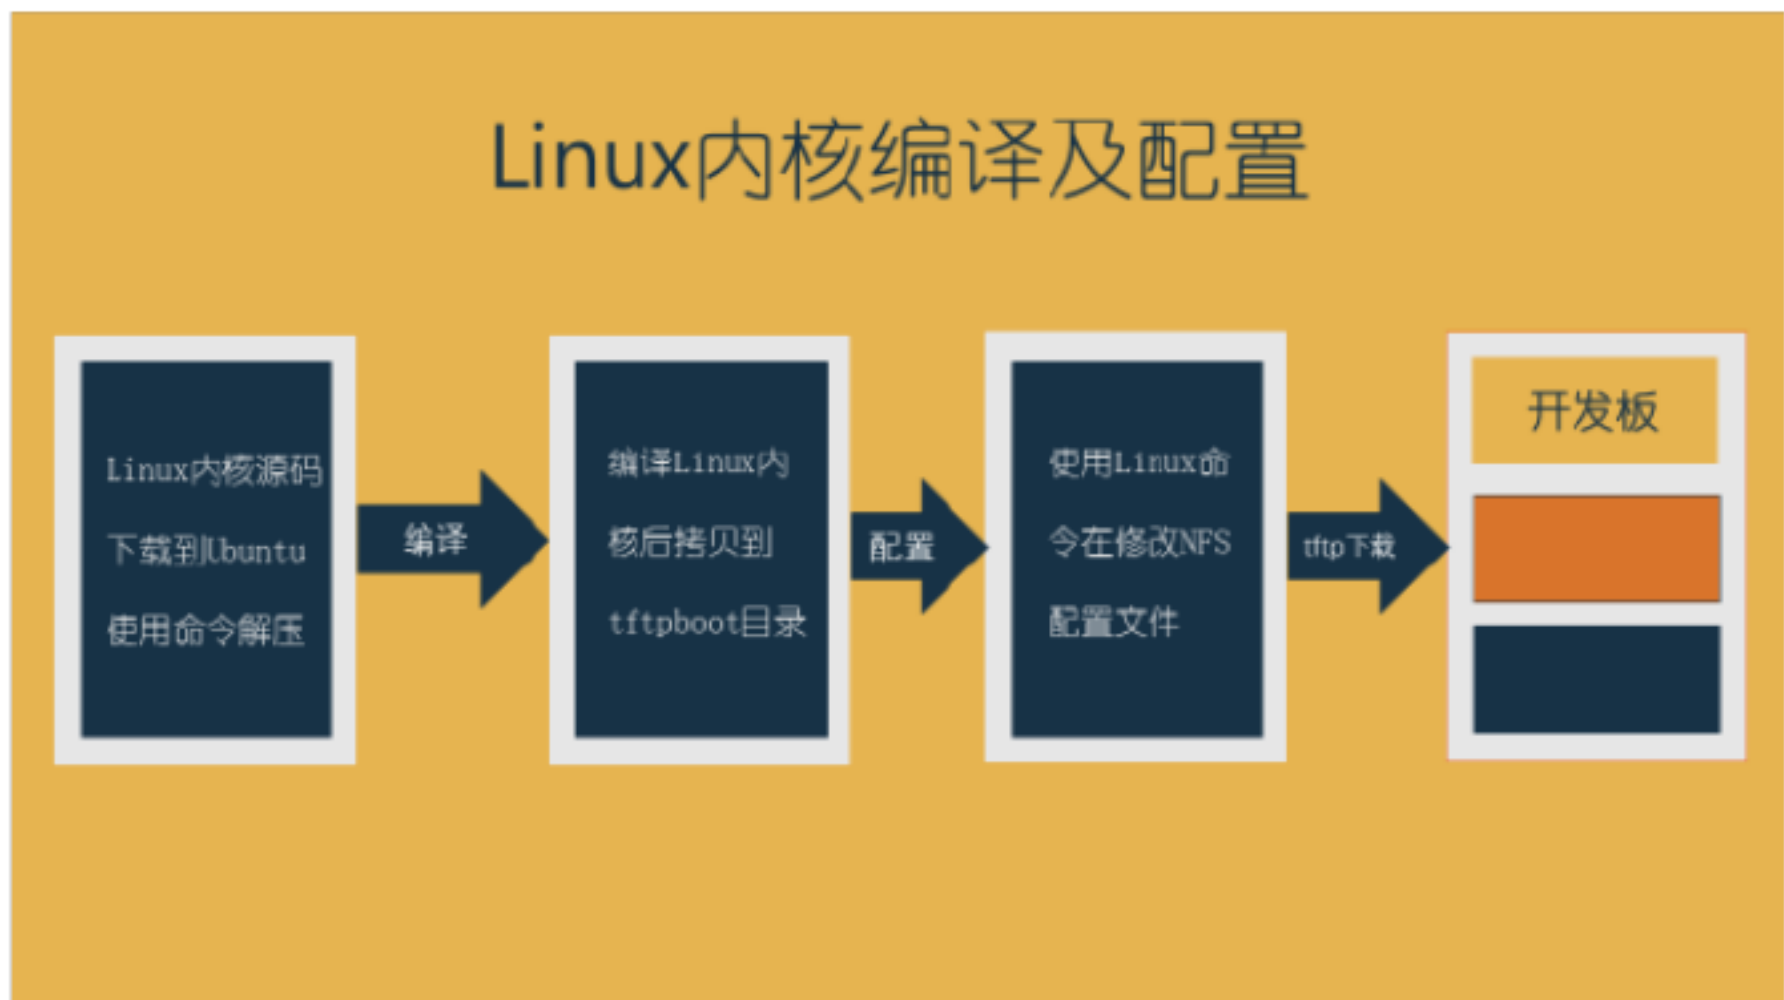 Linux内核编译及配置
Linux内核源码
下载到Ubuntu
使用命令解压
编译
编译Linux内
核后拷贝到
tftpboot目录
配置
使用Linux命
令在修改NFS
配置文件
tftp下载
开发板